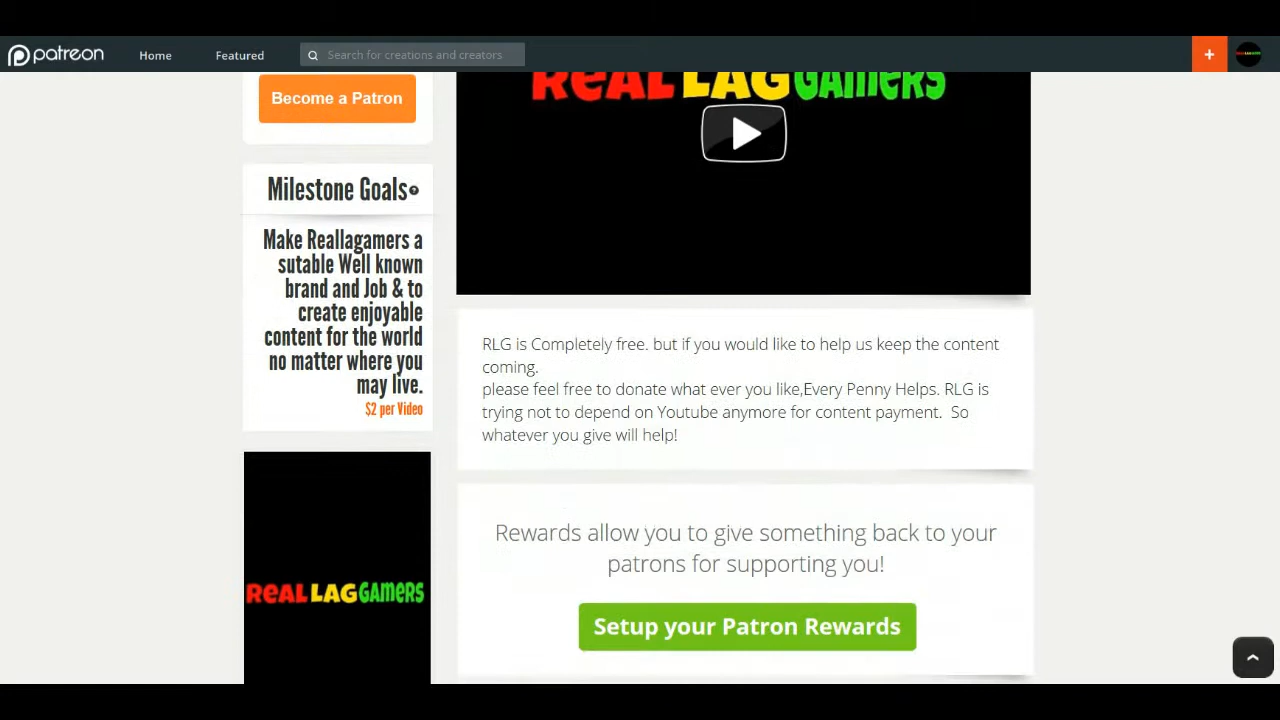 patreon
Home
Featured
Search for creations and creators
+
REAL LAG GAMERS
Become a Patron
REAL LAG GAMERS
Milestone Goals?
Make Reallagamers a
sutable Well known
brand and Job & to
create enjoyable
content for the world
no matter where you
may live.
$2 per Video
RLG is Completely free. but if you would like to help us keep the content
coming.
please feel free to donate what ever you like,Every Penny Helps. RLG is
trying not to depend on Youtube anymore for content payment. So
whatever you give will help!
REAL LAG GAMERS
Rewards allow you to give something back to your
patrons for supporting you!
Setup your Patron Rewards